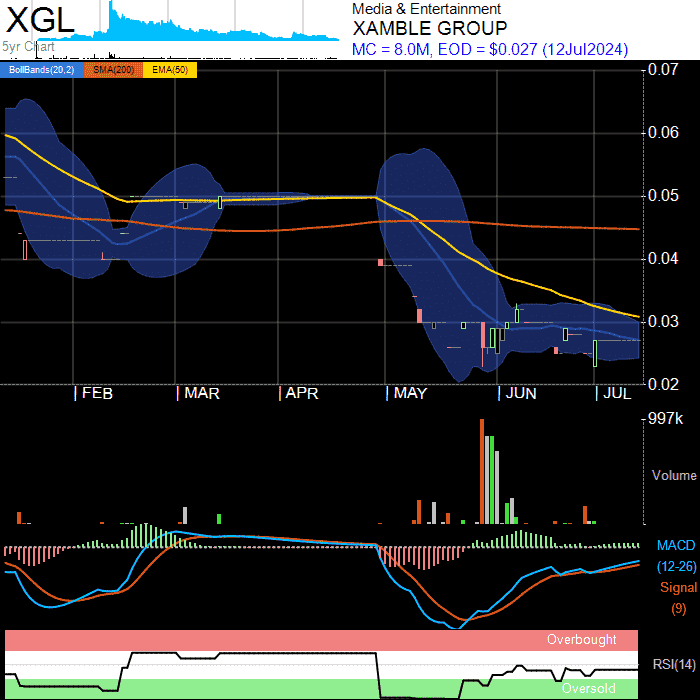 XGL
5yr Chart
Media & Entertainment
XAMBLE GROUP
MC = 8.0M, EOD = $0.027 (12Jul2024)
BollBands(20,2) SMA(200) EMA(50)
0.07
0.06
0.05
0.04
0.03
0.02
FEB MAR APR MAY JUN JUL
997k
Volume
MACD
(12-26)
Signal
(9)
Overbought
RSI(14)
Oversold